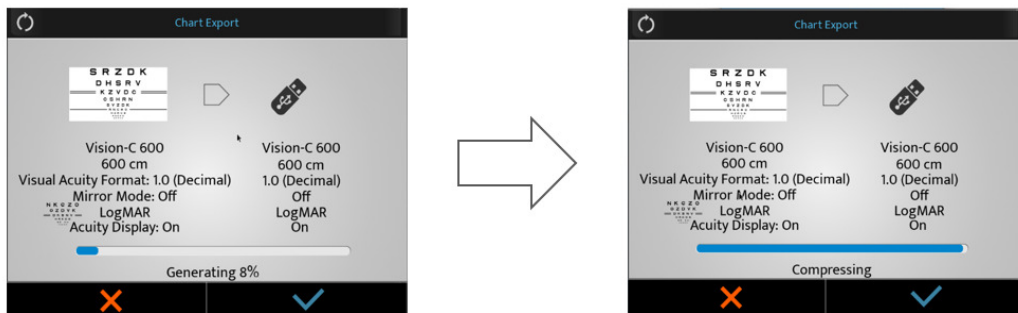 Chart Export
S R Z D K
D H S R V
K Z V D C
O S H R N
Vision-C 600
600 cm
Visual Acuity Format: 1.0 (Decimal)
Mirror Mode: Off
N K C Z O
LogMAR
Acuity Display: On
Vision-C 600
600 cm
1.0 (Decimal)
Off
LogMAR
On
Generating 8%
Chart Export
S R Z D K
D H S R V
K Z V D C
O S H R N
Vision-C 600
600 cm
Visual Acuity Format: 1.0 (Decimal)
Mirror Mode: Off
N K C Z O
LogMAR
Acuity Display: On
Vision-C 600
600 cm
1.0 (Decimal)
Off
LogMAR
On
Compressing